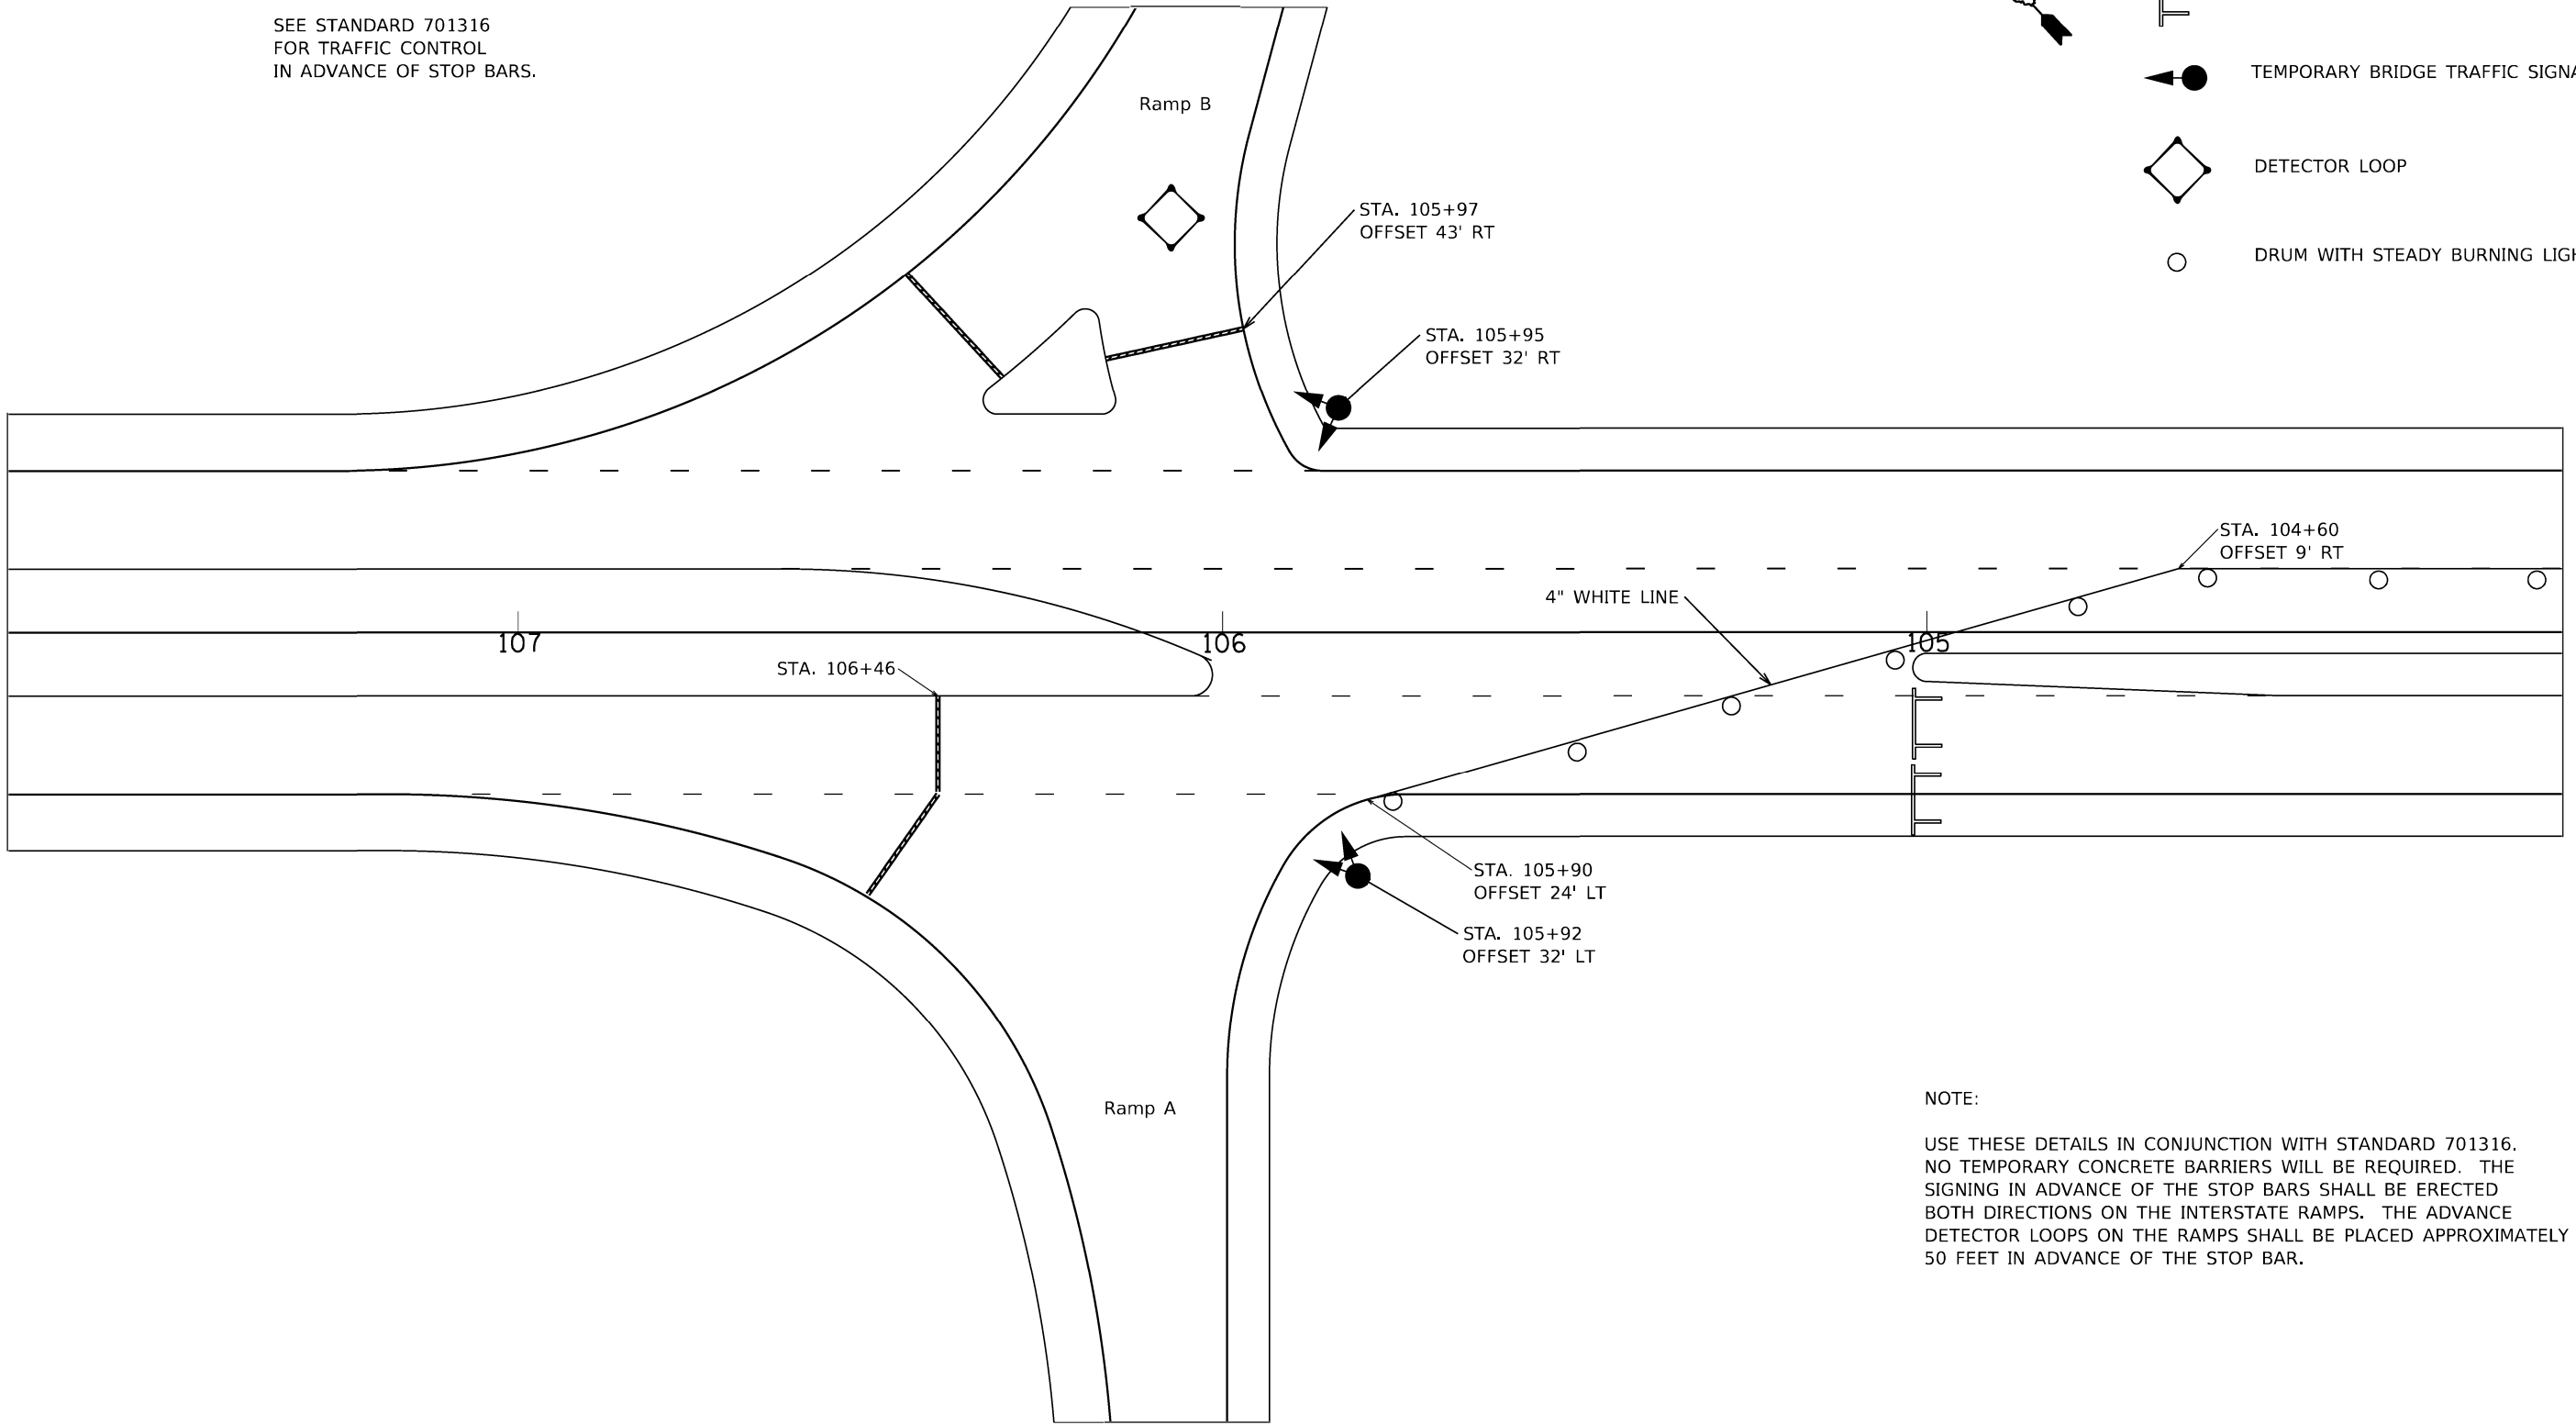 SEE STANDARD 701316
FOR TRAFFIC CONTROL
IN ADVANCE OF STOP BARS.
TEMPORARY BRIDGE TRAFFIC
Ramp B
DETECTOR LOOP
STA. 105+97
OFFSET 43' RT
DRUM WITH STEADY BURNING
STA. 105+95
OFFSET 32' RT
STA. 104+60
OFFSET 9' RT
4" WHITE LINE
107
106
105
STA. 106+46
STA. 105+90
OFFSET 24' LT
STA. 105+92
OFFSET 32' LT
Ramp A
NOTE:
USE THESE DETAILS IN CONJUNCTION WITH STANDARD 701316.
NO TEMPORARY CONCRETE BARRIERS WILL BE REQUIRED. THE
SIGNING IN ADVANCE OF THE STOP BARS SHALL BE ERECTED
BOTH DIRECTIONS ON THE INTERSTATE RAMPS. THE ADVANCE
DETECTOR LOOPS ON THE RAMPS SHALL BE PLACED APPROXIMATELY
50 FEET IN ADVANCE OF THE STOP BAR.